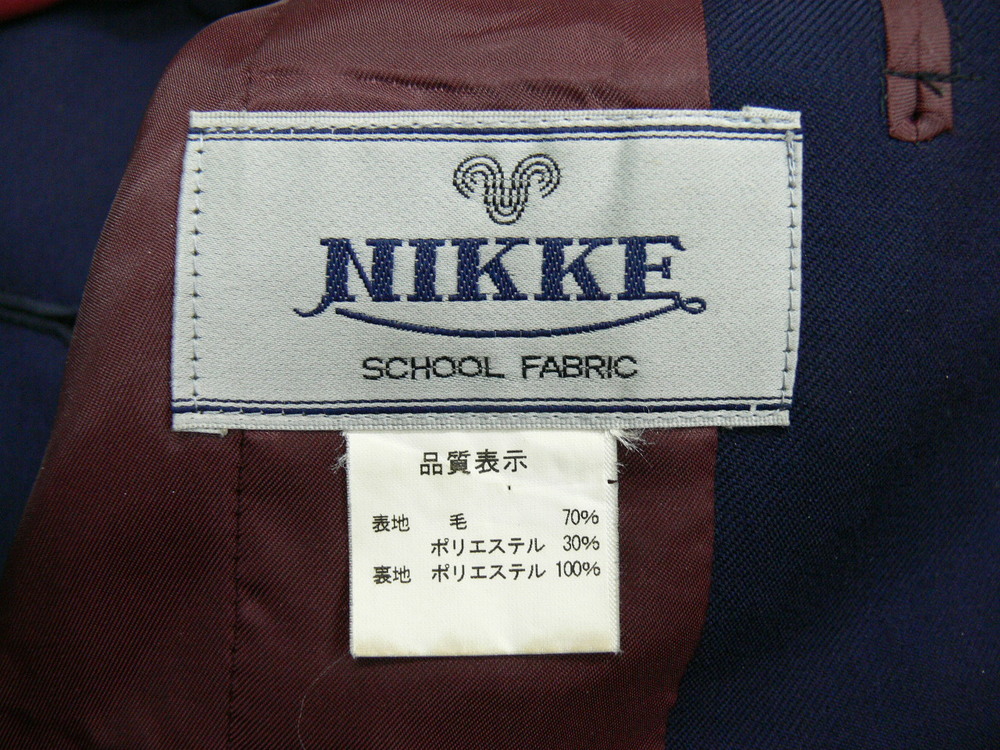 NIKKE
SCHOOL FABRIC
品質表示
表地 毛 70%
ポリエステル 30%
裏地 ポリエステル 100%